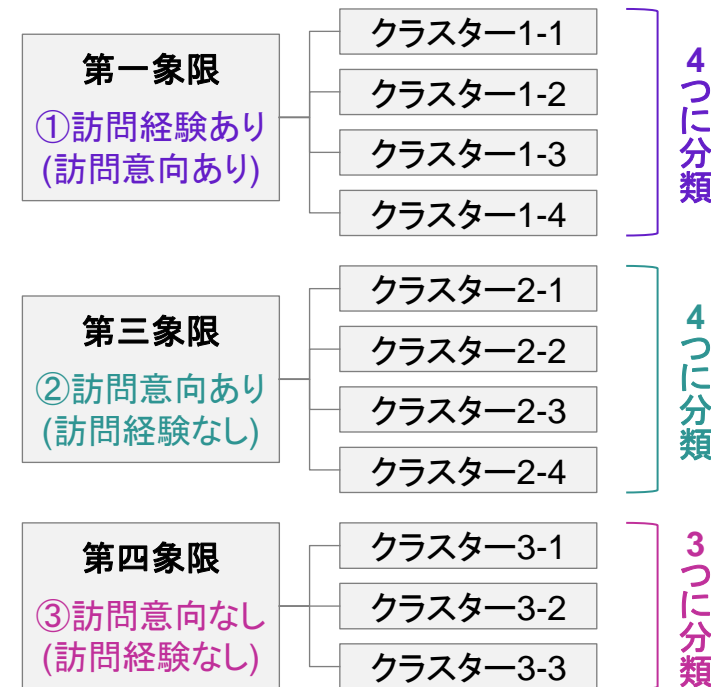 第一象限
①訪問経験あり
(訪問意向あり)
クラスター1-1
クラスター1-2
クラスター1-3
クラスター1-4
4つに分類
第三象限
②訪問意向あり
(訪問経験なし)
クラスター2-1
クラスター2-2
クラスター2-3
クラスター2-4
4つに分類
第四象限
③訪問意向なし
(訪問経験なし)
クラスター3-1
クラスター3-2
クラスター3-3
3つに分類